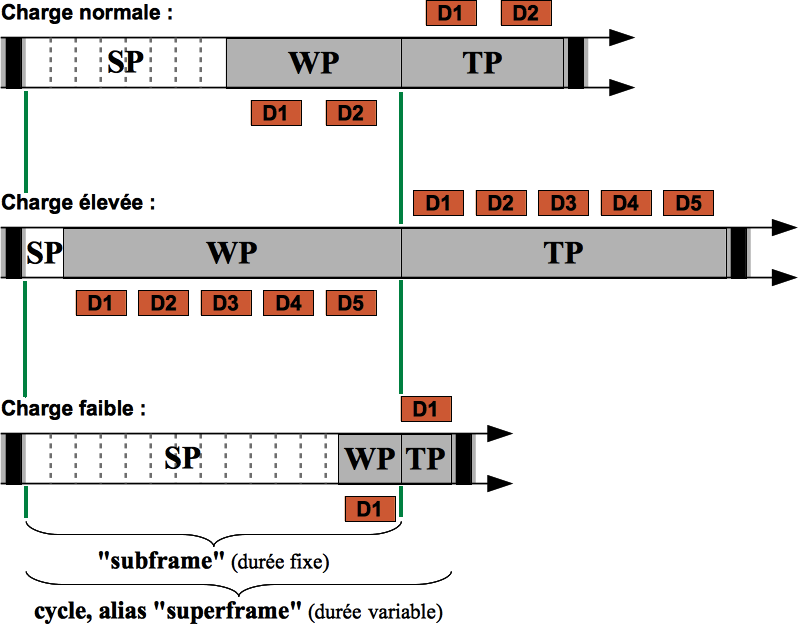 Charge normale :
D1 D2
SP WP TP
D1 D2
Charge élevée :
D1 D2 D3 D4 D5
SP WP TP
D1 D2 D3 D4 D5
Charge faible :
D1
SP WP TP
D1
"subframe" (durée fixe)
cycle, alias "superframe" (durée variable)